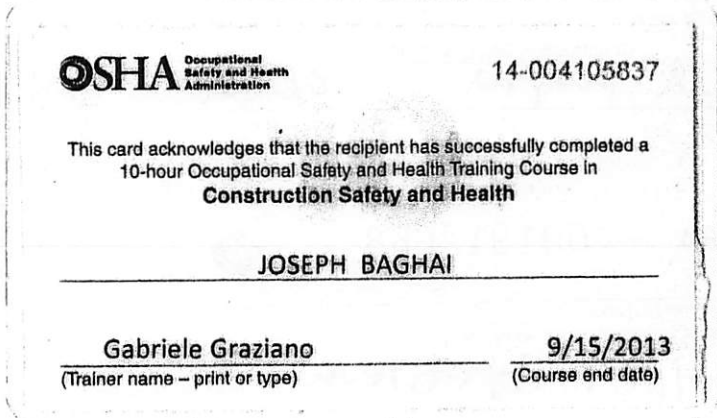 OSHA Occupational
Safety and Health
Administration
14-004105837
This card acknowledges that the recipient has successfully completed a
10-hour Occupational Safety and Health Training Course in
Construction Safety and Health
JOSEPH BAGHAI
Gabriele Graziano
9/15/2013
(Trainer name – print or type)
(Course end date)